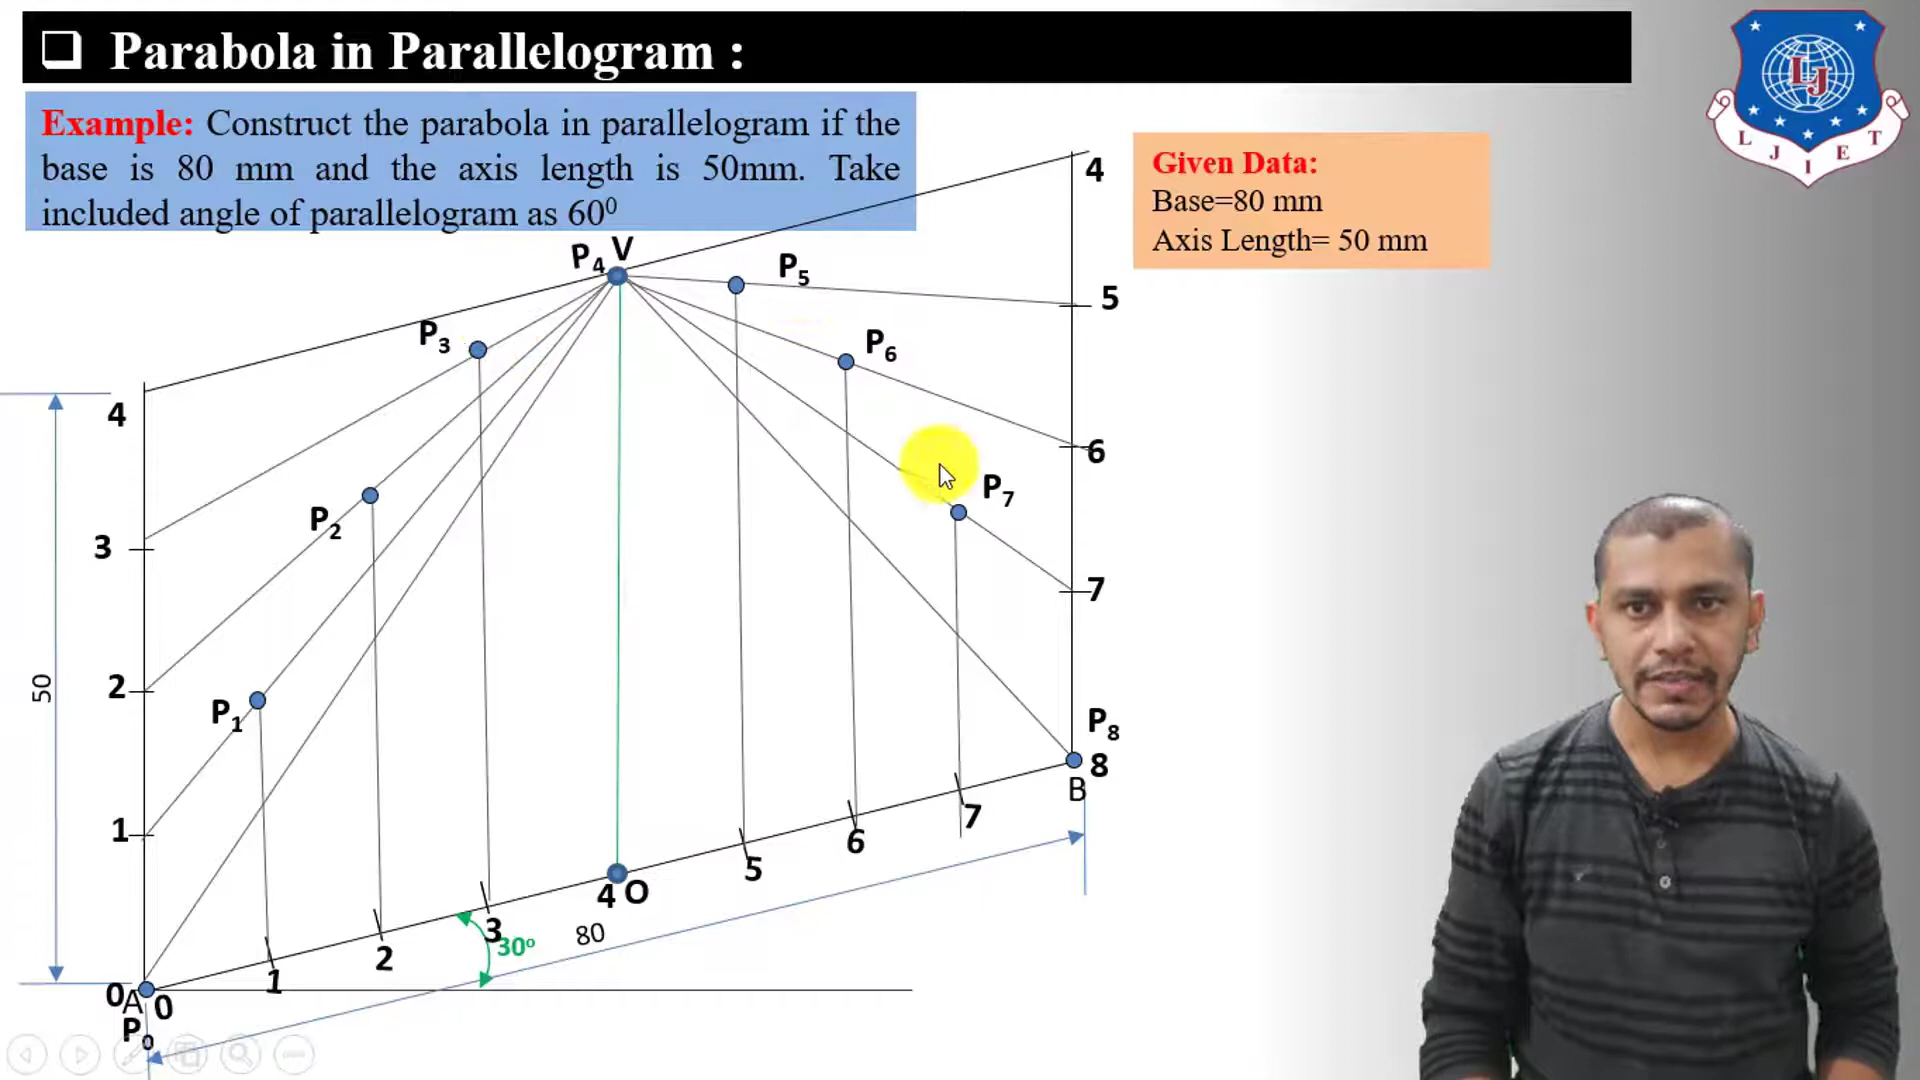 Parabola in Parallelogram :
Example: Construct the parabola in parallelogram if the
base is 80 mm and the axis length is 50mm. Take
included angle of parallelogram as 60⁰
Given Data:
Base=80 mm
Axis Length= 50 mm
LJ
L J I E T
4
P₄ V
P₅
5
P₃
P₆
4
6
P₇
P₂
3
7
50
2
P₁
P₈
8
B
1
7
6
5
4 O
3
30⁰
80
2
1
0 A 0
P₀